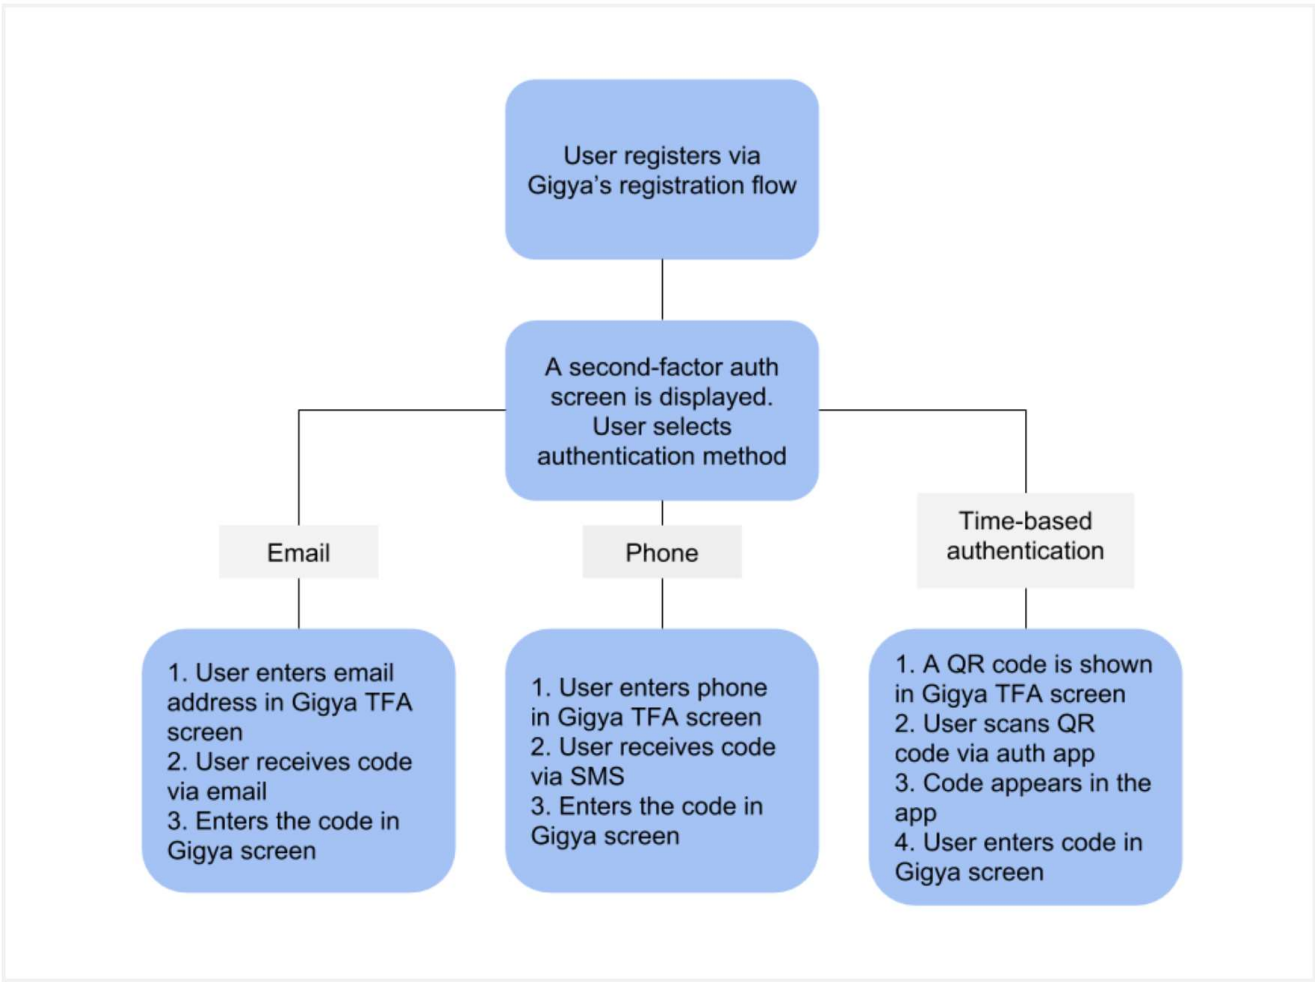 User registers via
Gigya’s registration flow
A second-factor auth
screen is displayed.
User selects
authentication method
Email
Phone
Time-based
authentication
1. User enters email
address in Gigya TFA
screen
2. User receives code
via email
3. Enters the code in
Gigya screen
1. User enters phone
in Gigya TFA screen
2. User receives code
via SMS
3. Enters the code in
Gigya screen
1. A QR code is shown
in Gigya TFA screen
2. User scans QR
code via auth app
3. Code appears in the
app
4. User enters code in
Gigya screen